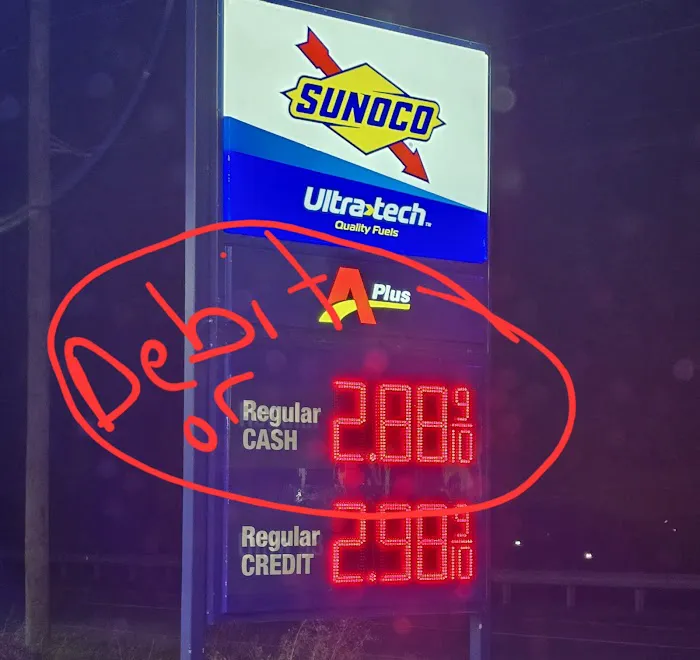 SUNOCO
Ultra tech™
Quality Fuels
A Plus
Debit
or
Regular
CASH
2.88 9/10
Regular
CREDIT
2.98 9/10